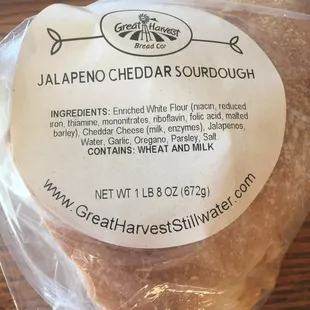 Great Harvest
Bread Co.
JALAPENO CHEDDAR SOURDOUGH
INGREDIENTS: Enriched White Flour (niacin, reduced
iron, thiamine, mononitrates, riboflavin, folic acid, malted
barley), Cheddar Cheese (milk, enzymes), Jalapenos,
Water, Garlic, Oregano, Parsley, Salt.
CONTAINS: WHEAT AND MILK
NET WT 1 LB 8 OZ (672g)
www.GreatHarvestStillwater.com